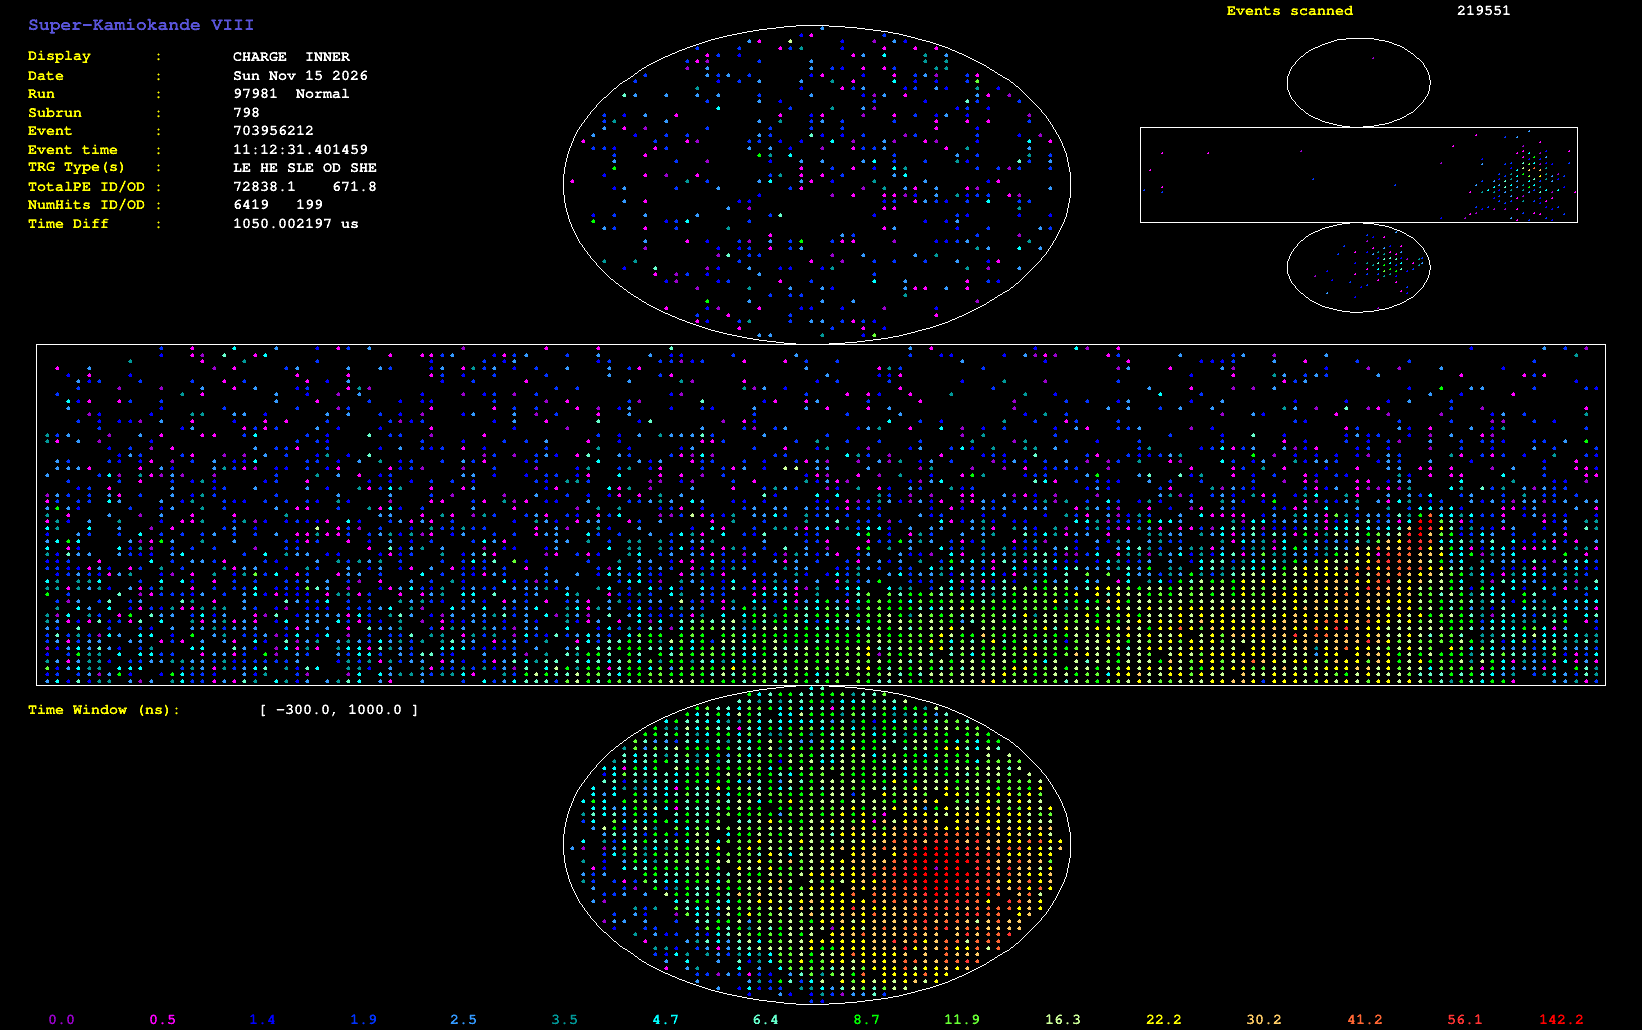 Super-Kamiokande VIII
Events scanned 219551
Display : CHARGE INNER
Date : Sun Nov 15 2026
Run : 97981 Normal
Subrun : 798
Event : 703956212
Event time : 11:12:31.401459
TRG Type(s) : LE HE SLE OD SHE
TotalPE ID/OD : 72838.1 671.8
NumHits ID/OD : 6419 199
Time Diff : 1050.002197 us
Time Window (ns): [ -300.0, 1000.0 ]
0.0 0.5 1.4 1.9 2.5 3.5 4.7 6.4 8.7 11.9 16.3 22.2 30.2 41.2 56.1 142.2